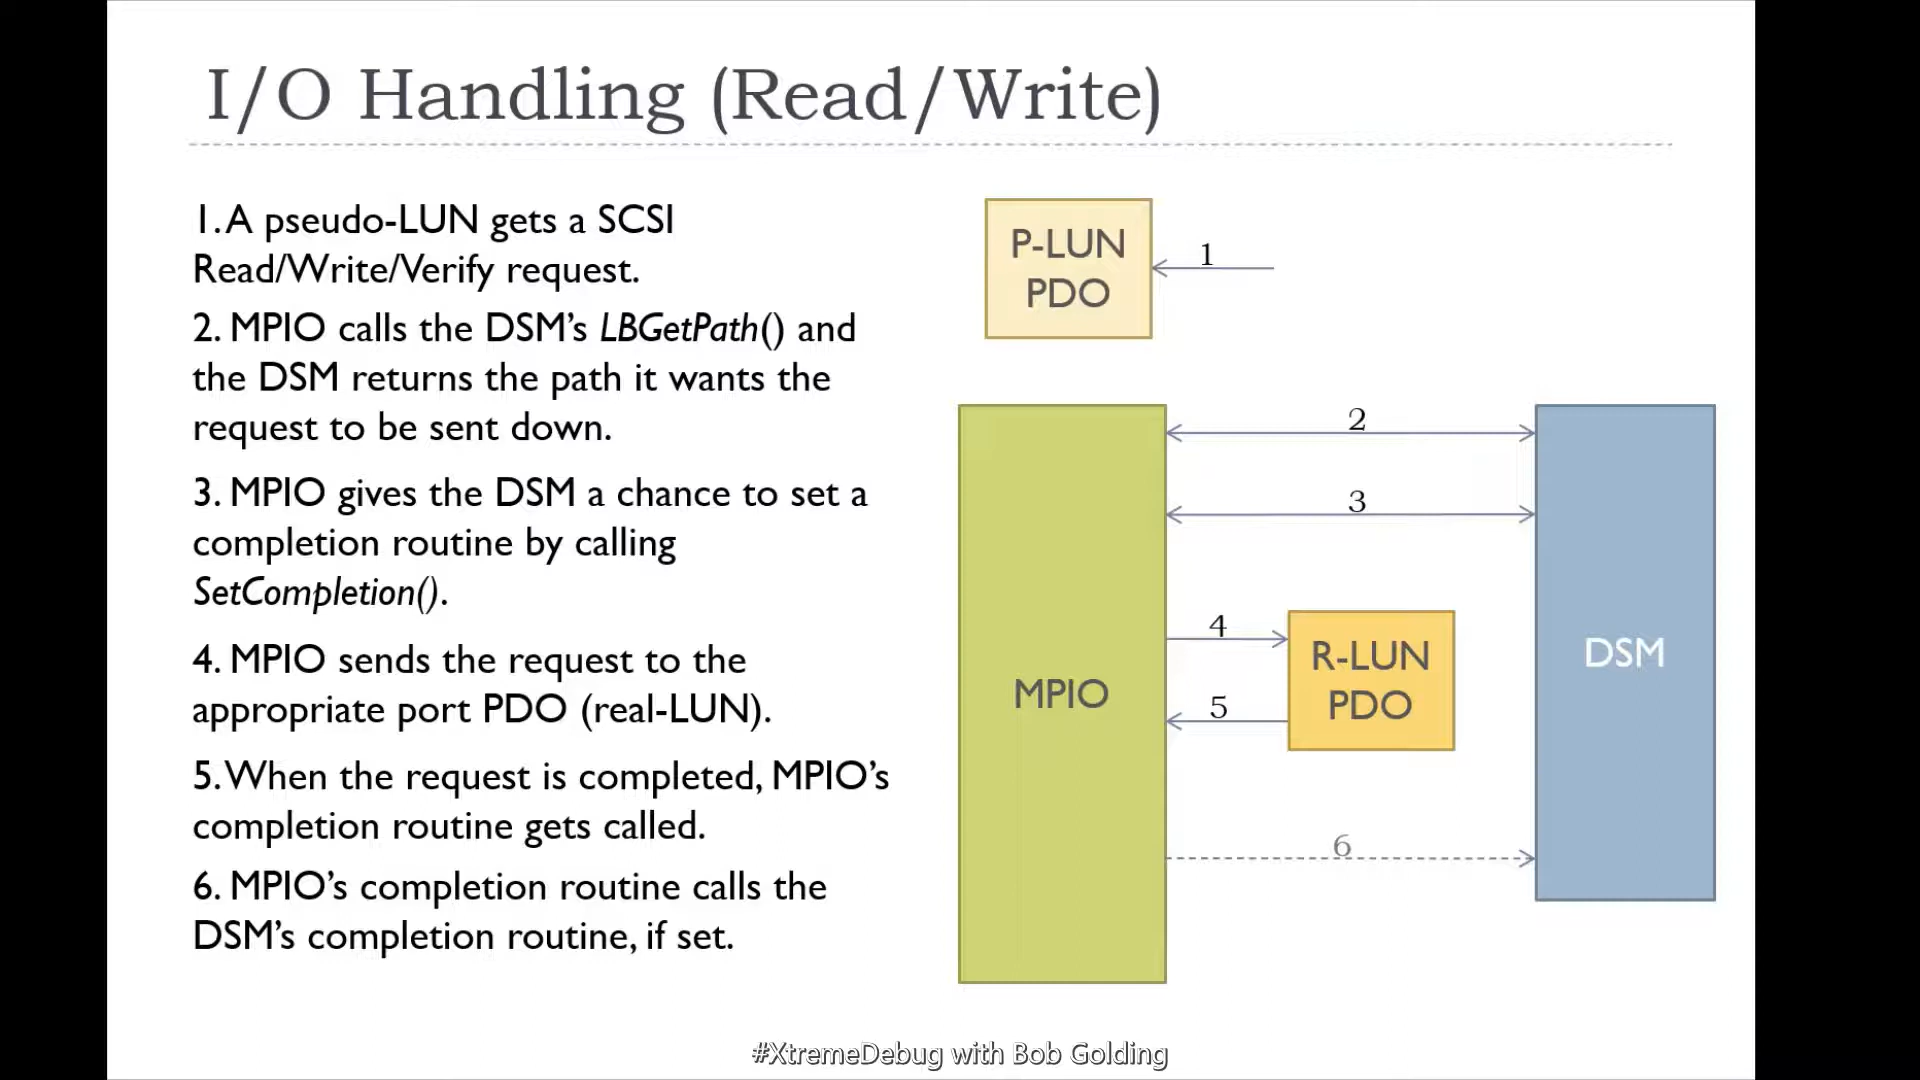 I/O Handling (Read/Write)
1. A pseudo-LUN gets a SCSI
Read/Write/Verify request.
2. MPIO calls the DSM’s LBGetPath() and
the DSM returns the path it wants the
request to be sent down.
3. MPIO gives the DSM a chance to set a
completion routine by calling
SetCompletion().
4. MPIO sends the request to the
appropriate port PDO (real-LUN).
5. When the request is completed, MPIO’s
completion routine gets called.
6. MPIO’s completion routine calls the
DSM’s completion routine, if set.
P-LUN
PDO
1
2
3
4
5
6
MPIO
R-LUN
PDO
DSM
#XtremeDebug with Bob Golding